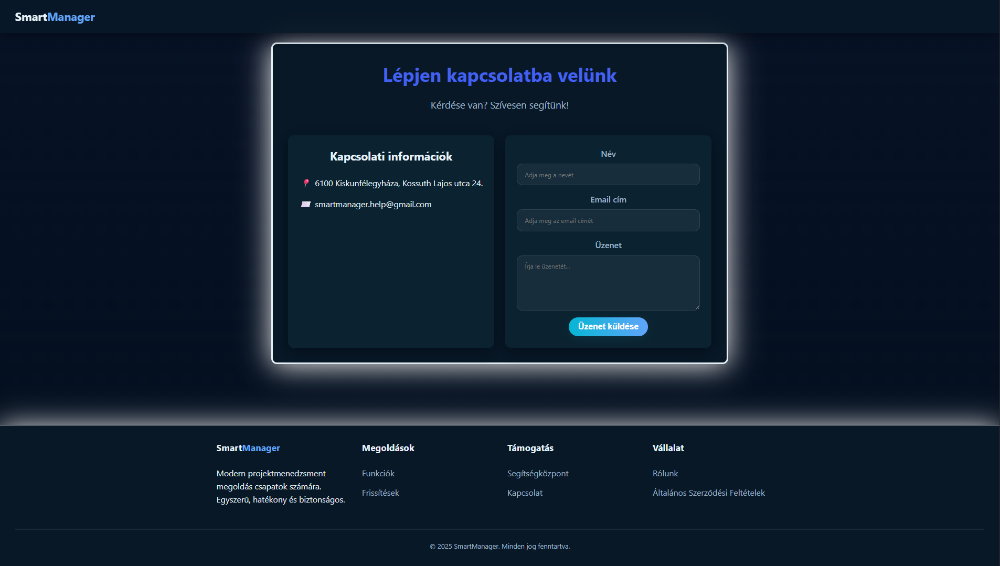 SmartManager
Lépjen kapcsolatba velünk
Kérdése van? Szívesen segítünk!
Kapcsolati információk
6100 Kiskunfélegyháza, Kossuth Lajos utca 24.
smartmanager.help@gmail.com
Név
Adja meg a nevét
Email cím
Adja meg az email címét
Üzenet
Írja le üzenetét...
Üzenet küldése
SmartManager
Modern projektmenedzsment
megoldás csapatok számára.
Egyszerű, hatékony és biztonságos.
Megoldások
Funkciók
Frissítések
Támogatás
Segítségközpont
Kapcsolat
Vállalat
Rólunk
Általános Szerződési Feltételek
© 2025 SmartManager. Minden jog fenntartva.